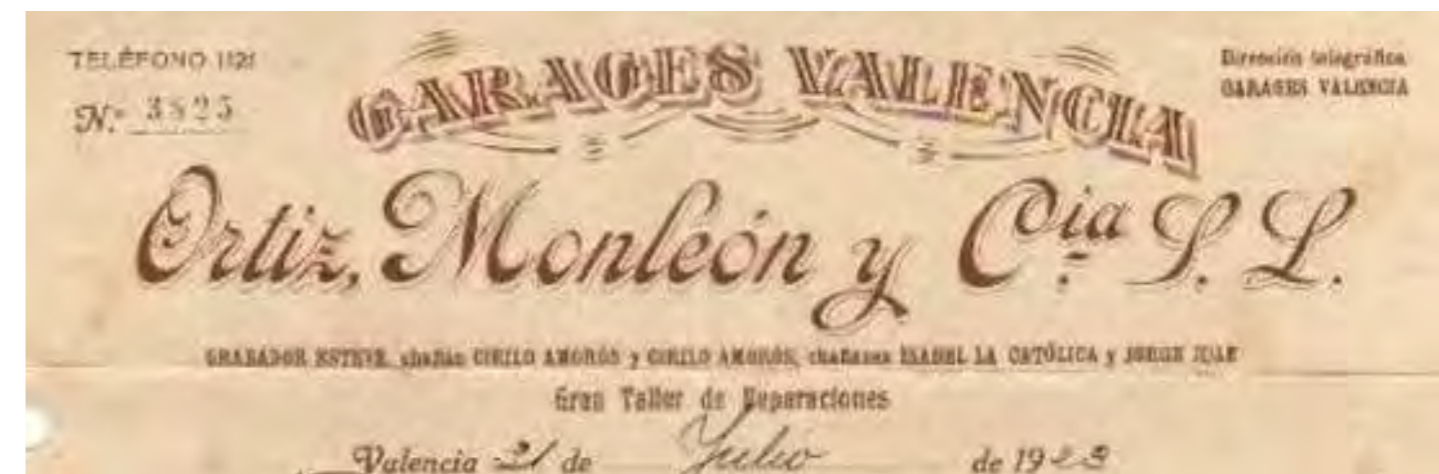 TELÉFONO 1121
N.º 3825
GARAGES VALENCIA
Dirección telegráfica
GARAGES VALENCIA
Ortiz, Monleón y Cía S. L.
GRABADOR ESTEVE, chaflán CIRILO AMORÓS y CIRILO AMORÓS, chaflanes ISABEL LA CATÓLICA y JORGE JUAN
Gran Taller de Reparaciones
Valencia 21 de Julio de 19